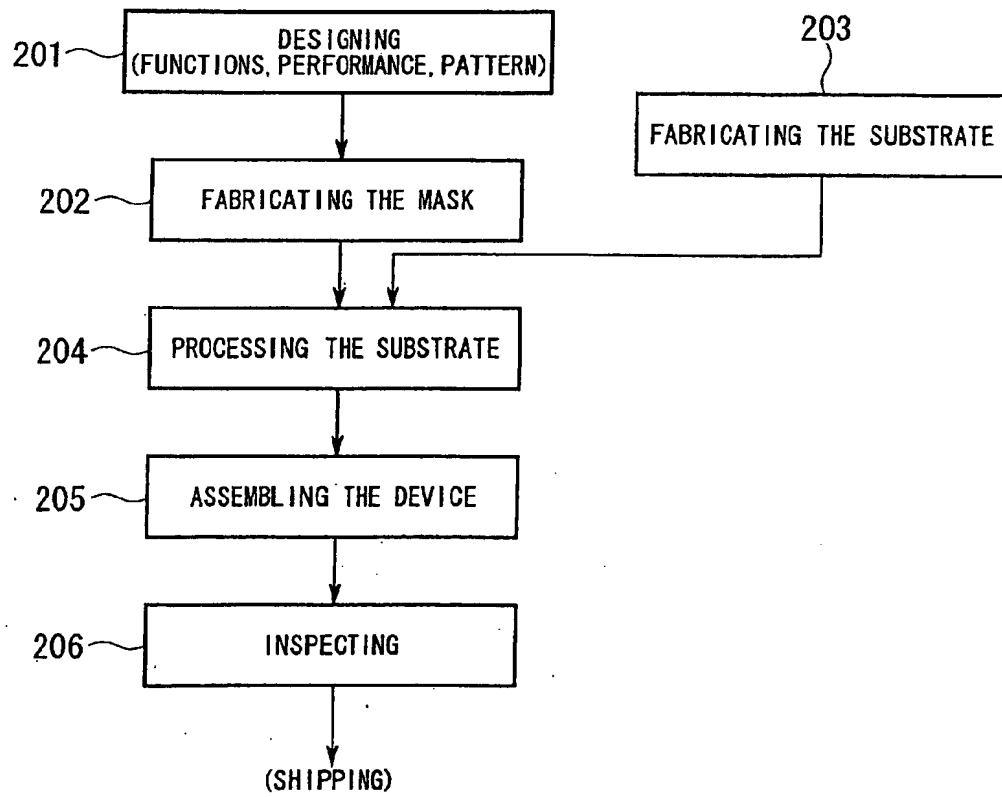 201
DESIGNING
(FUNCTIONS, PERFORMANCE, PATTERN)
203
FABRICATING THE SUBSTRATE
202
FABRICATING THE MASK
204
PROCESSING THE SUBSTRATE
205
ASSEMBLING THE DEVICE
206
INSPECTING
(SHIPPING)